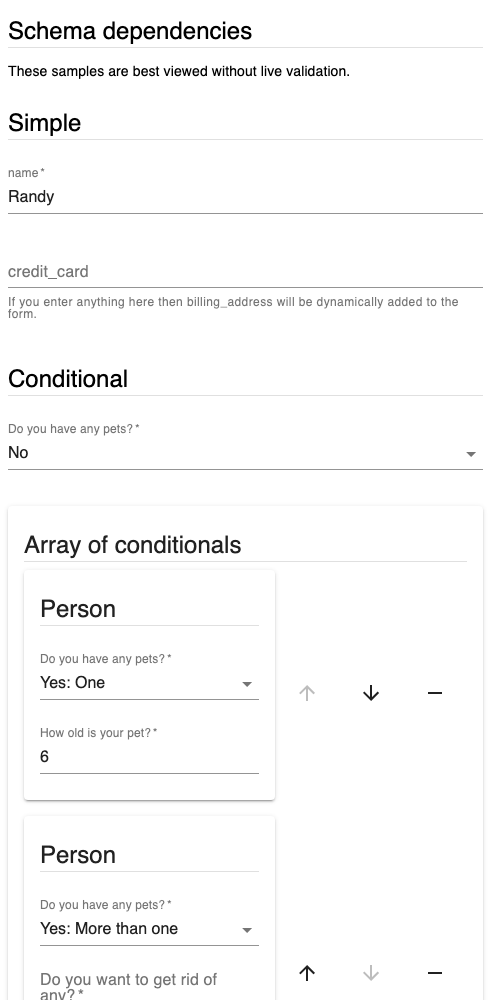 Schema dependencies
These samples are best viewed without live validation.
Simple
name*
Randy
credit_card
If you enter anything here then billing_address will be dynamically added to the
form.
Conditional
Do you have any pets?*
No
Array of conditionals
Person
Do you have any pets?*
Yes: One
How old is your pet?*
6
Person
Do you have any pets?*
Yes: More than one
Do you want to get rid of
any?*